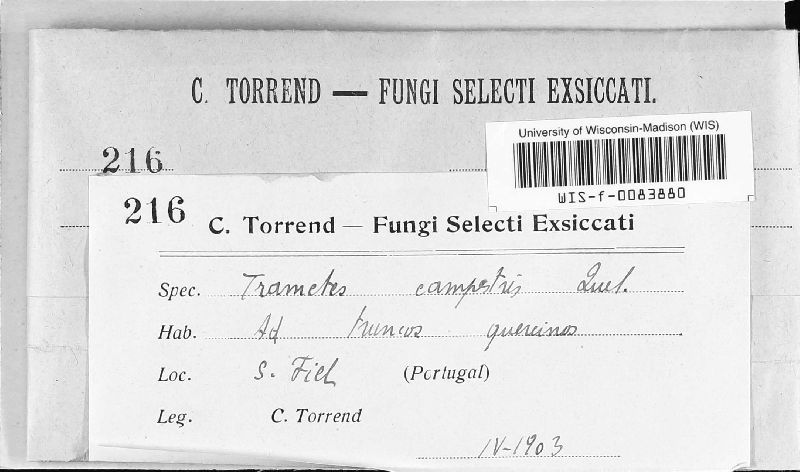 C. TORREND — FUNGI SELECTI EXSICCATI.
University of Wisconsin-Madison (WIS)
WIS-f-0083880
216
216 C. Torrend — Fungi Selecti Exsiccati
Spec. Trametes campestris Quel.
Hab. Ad truncos quercinos
Loc. S. Fiel (Portugal)
Leg. C. Torrend
IV-1903